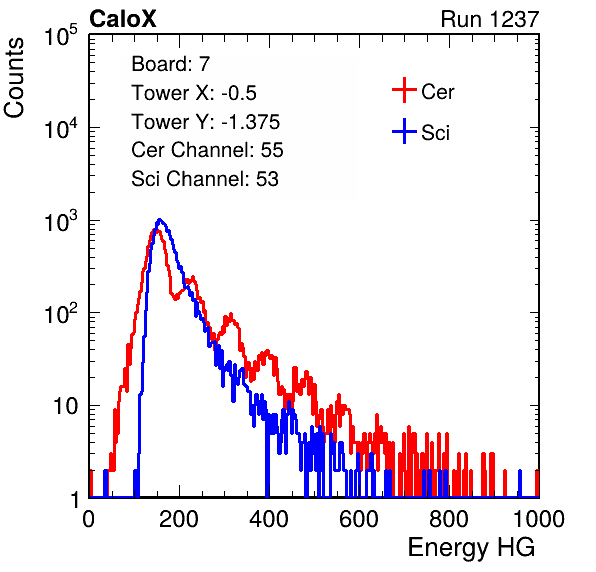 CaloX Run 1237
Counts
Board: 7
Tower X: -0.5
Tower Y: -1.375
Cer Channel: 55
Sci Channel: 53
Cer
Sci
10^5
10^4
10^3
10^2
10
1
0 200 400 600 800 1000
Energy HG